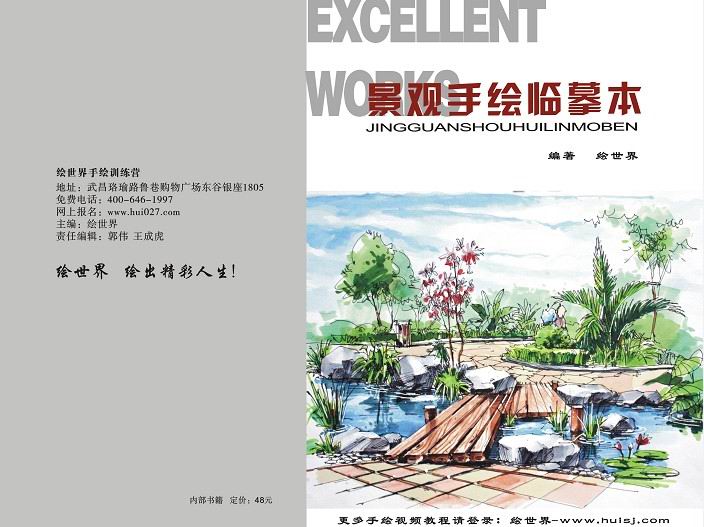 绘世界手绘训练营
地址：武昌珞瑜路鲁巷购物广场东谷银座1805
免费电话：400-646-1997
网上报名：www.hui027.com
主编：绘世界
责任编辑：郭伟 王成虎
绘世界 绘出精彩人生！
内部书籍 定价：48元
EXCELLENT
WORKS
景观手绘临摹本
JINGGUANSHOUHUILINMOBEN
编著 绘世界
更多手绘视频教程请登录：绘世界-www.huisj.com